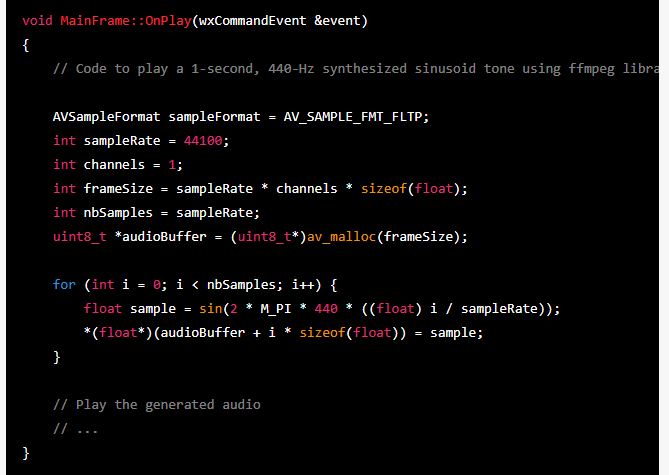 void MainFrame::OnPlay(wxCommandEvent &event)
{
    // Code to play a 1-second, 440-Hz synthesized sinusoid tone using ffmpeg libra

    AVSampleFormat sampleFormat = AV_SAMPLE_FMT_FLTP;
    int sampleRate = 44100;
    int channels = 1;
    int frameSize = sampleRate * channels * sizeof(float);
    int nbSamples = sampleRate;
    uint8_t *audioBuffer = (uint8_t*)av_malloc(frameSize);

    for (int i = 0; i < nbSamples; i++) {
        float sample = sin(2 * M_PI * 440 * ((float) i / sampleRate));
        *(float*)(audioBuffer + i * sizeof(float)) = sample;
    }

    // Play the generated audio
    // ...
}